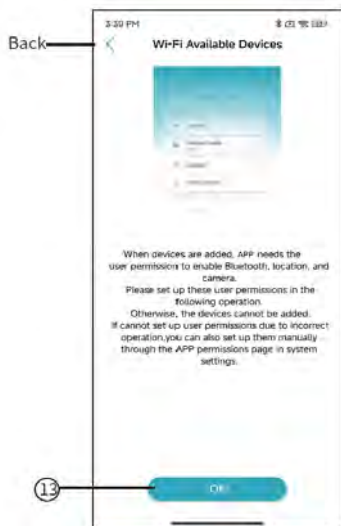 3:39 PM
Back
Wi-Fi Available Devices
When devices are added, APP needs the
user permission to enable Bluetooth, location, and
camera.
Please set up these user permissions in the
following operation.
Otherwise, the devices cannot be added.
If cannot set up user permissions due to incorrect
operation,you can also set up them manually
through the APP permissions page in system
settings.
13
OK!